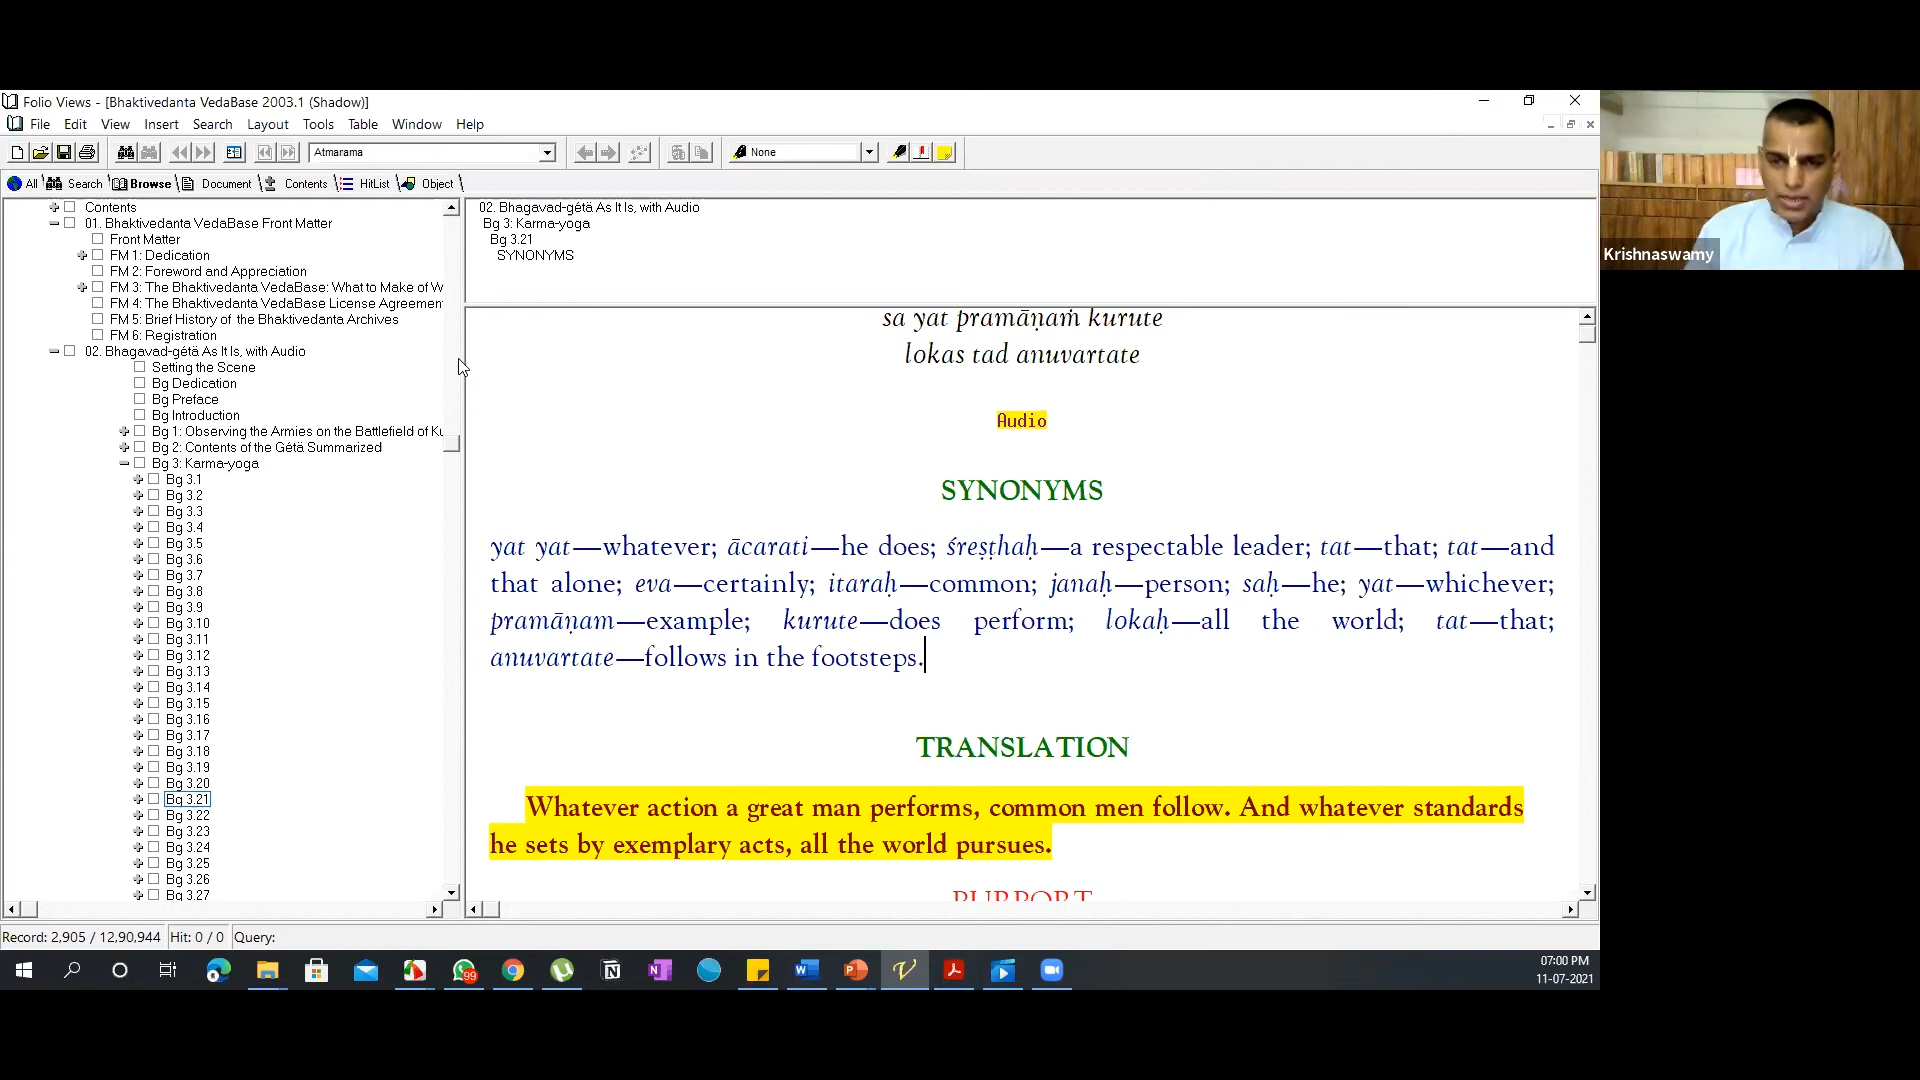 Folio Views - [Bhaktivedanta VedaBase 2003.1 (Shadow)]
File Edit View Insert Search Layout Tools Table Window Help
Atmarama
None
All Search Browse Document Contents HitList Object
Contents
01. Bhaktivedanta VedaBase Front Matter
Front Matter
FM 1: Dedication
FM 2: Foreword and Appreciation
FM 3: The Bhaktivedanta VedaBase: What to Make of W
FM 4: The Bhaktivedanta VedaBase License Agreemen
FM 5: Brief History of the Bhaktivedanta Archives
FM 6: Registration
02. Bhagavad-gétä As It Is, with Audio
Setting the Scene
Bg Dedication
Bg Preface
Bg Introduction
Bg 1: Observing the Armies on the Battlefield of Ku
Bg 2: Contents of the Gétä Summarized
Bg 3: Karma-yoga
Bg 3.1
Bg 3.2
Bg 3.3
Bg 3.4
Bg 3.5
Bg 3.6
Bg 3.7
Bg 3.8
Bg 3.9
Bg 3.10
Bg 3.11
Bg 3.12
Bg 3.13
Bg 3.14
Bg 3.15
Bg 3.16
Bg 3.17
Bg 3.18
Bg 3.19
Bg 3.20
Bg 3.21
Bg 3.22
Bg 3.23
Bg 3.24
Bg 3.25
Bg 3.26
Bg 3.27
02. Bhagavad-gétä As It Is, with Audio
Bg 3: Karma-yoga
Bg 3.21
SYNONYMS
sa yat pramāṇaṁ kurute
lokas tad anuvartate
Audio
SYNONYMS
yat yat—whatever; ācarati—he does; śreṣṭhaḥ—a respectable leader; tat—that; tat—and
that alone; eva—certainly; itaraḥ—common; janaḥ—person; saḥ—he; yat—whichever;
pramāṇam—example; kurute—does perform; lokaḥ—all the world; tat—that;
anuvartate—follows in the footsteps.
TRANSLATION
Whatever action a great man performs, common men follow. And whatever standards
he sets by exemplary acts, all the world pursues.
PURPORT
Krishnaswamy
Record: 2,905 / 12,90,944 Hit: 0 / 0 Query:
99
07:00 PM
11-07-2021